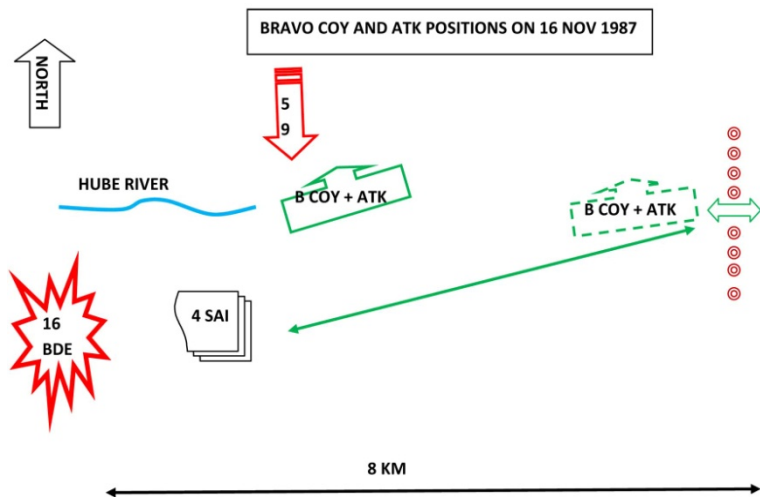 BRAVO COY AND ATK POSITIONS ON 16 NOV 1987
NORTH
5
9
HUBE RIVER
B COY + ATK
B COY + ATK
4 SAI
16
BDE
8 KM